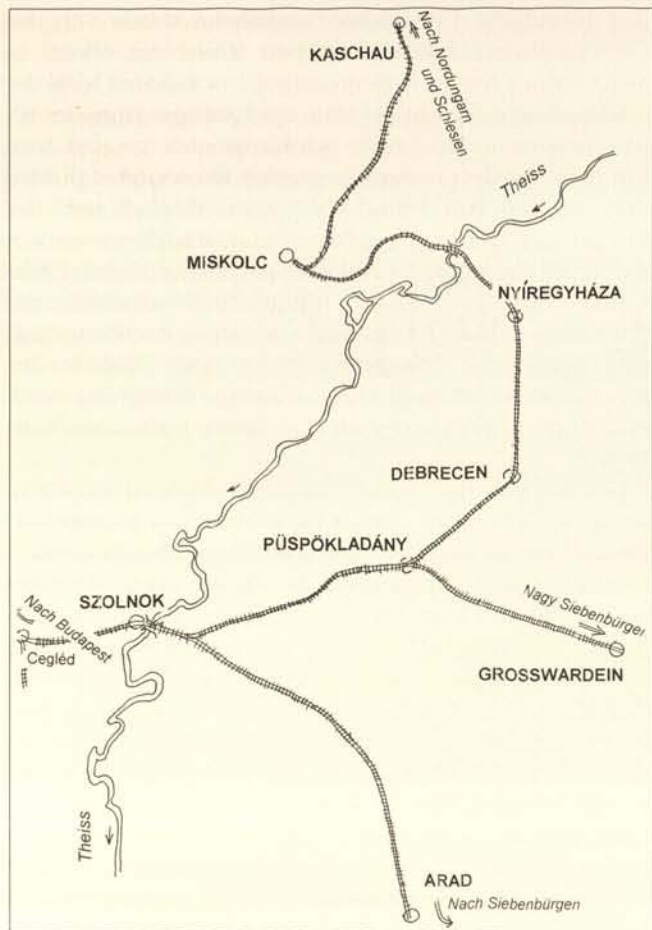 KASCHAU
Nach Nordungarn
und Schlesien
Theiss
MISKOLC
NYÍREGYHÁZA
DEBRECEN
PÜSPÖKLADÁNY
SZOLNOK
Nach Budapest
Cegléd
Nagy Siebenbürgen
GROSSWARDEIN
Theiss
ARAD
Nach Siebenbürgen